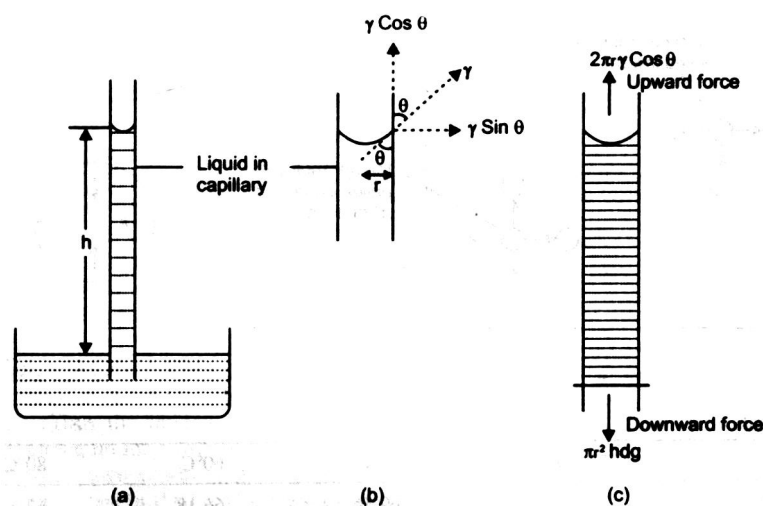 γ Cos θ
γ
θ
γ Sin θ
θ
r
2πrγ Cos θ
Upward force
Liquid in
capillary
h
Downward force
πr² hdg
(a)
(b)
(c)